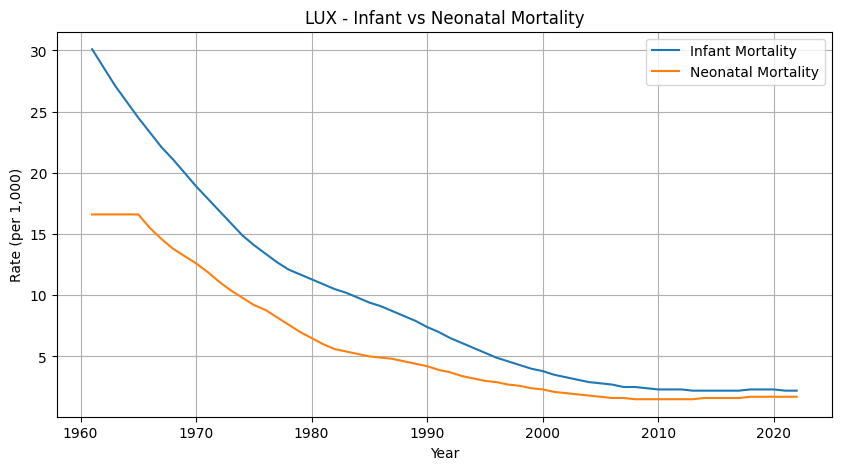 LUX - Infant vs Neonatal Mortality
Infant Mortality
Neonatal Mortality
Rate (per 1,000)
30
25
20
15
10
5
1960 1970 1980 1990 2000 2010 2020
Year